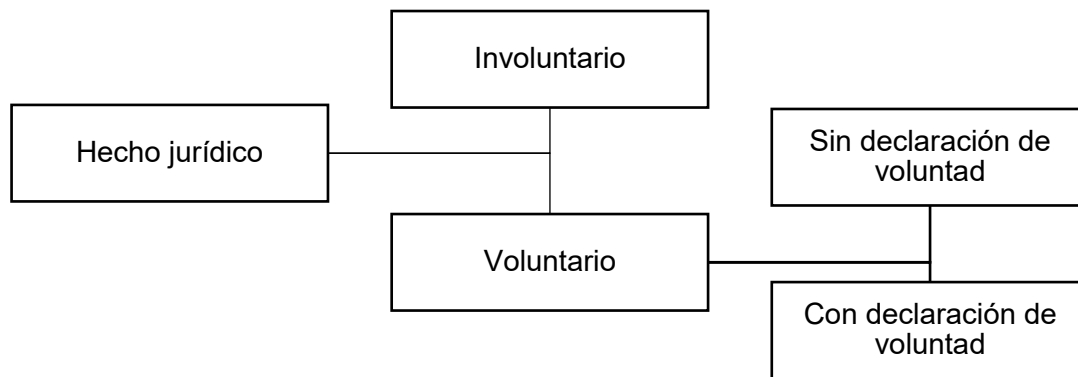 Involuntario
Hecho jurídico
Sin declaración de
voluntad
Voluntario
Con declaración de
voluntad